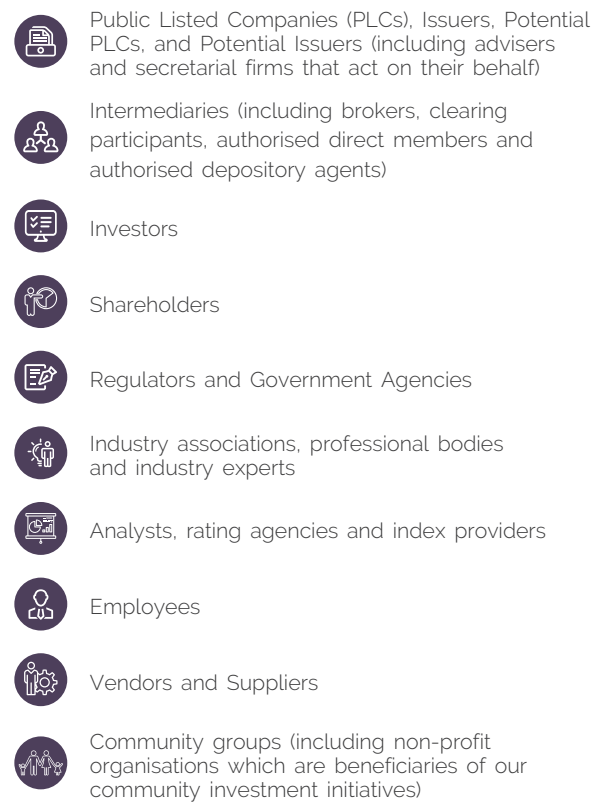 Public Listed Companies (PLCs), Issuers, Potential
PLCs, and Potential Issuers (including advisers
and secretarial firms that act on their behalf)
Intermediaries (including brokers, clearing
participants, authorised direct members and
authorised depository agents)
Investors
Shareholders
Regulators and Government Agencies
Industry associations, professional bodies
and industry experts
Analysts, rating agencies and index providers
Employees
Vendors and Suppliers
Community groups (including non-profit
organisations which are beneficiaries of our
community investment initiatives)